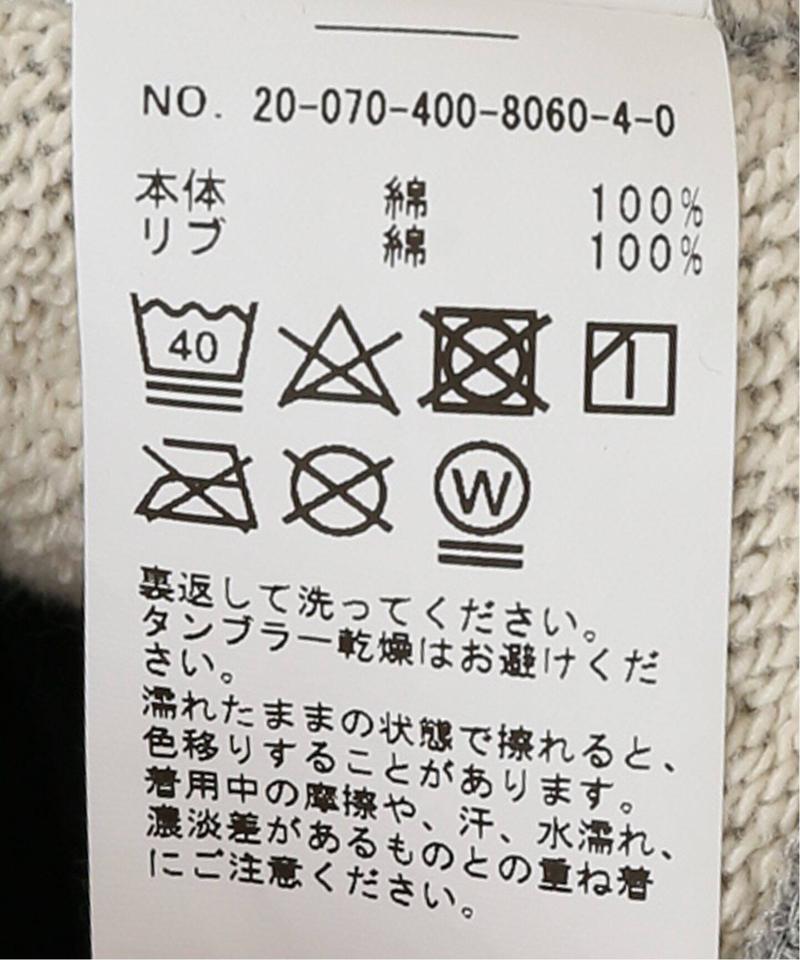 NO. 20-070-400-8060-4-0
本体 綿 100%
リブ 綿 100%
40
W
裏返して洗ってください。
タンブラー乾燥はお避けくだ
さい。
濡れたままの状態で擦れると、
色移りすることがあります。
着用中の摩擦や、汗、水濡れ、
濃淡差があるものとの重ね着
にご注意ください。